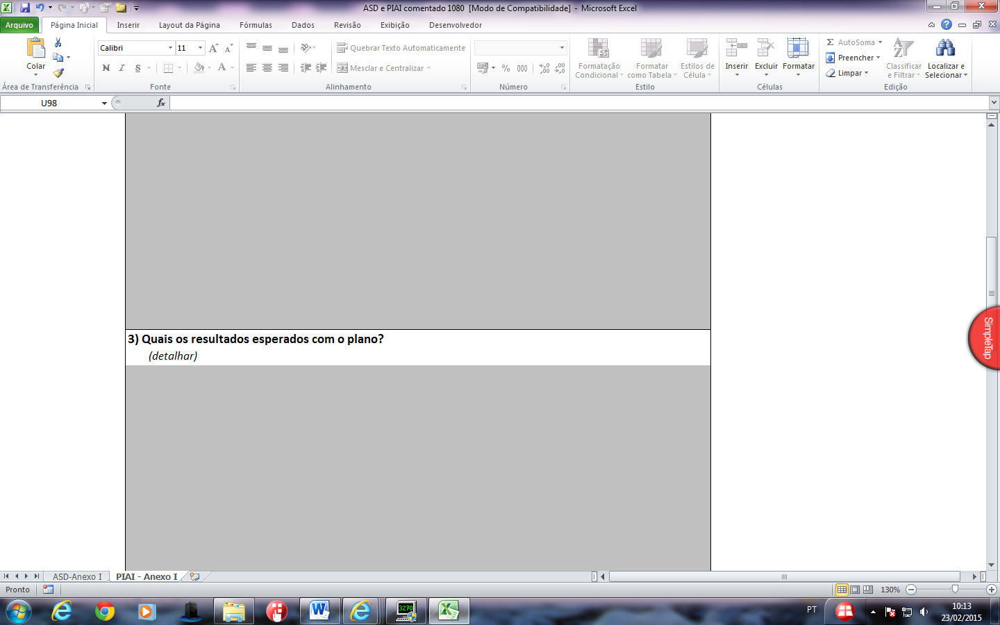 ASD e PIAI comentado 1080  [Modo de Compatibilidade]  -  Microsoft Excel
Arquivo Página Inicial Inserir Layout da Página Fórmulas Dados Revisão Exibição Desenvolvedor
Colar
Área de Transferência
Calibri 11
N I S A
Fonte
Quebrar Texto Automaticamente
Mesclar e Centralizar
Alinhamento
% 000
Número
Formatação Condicional
Formatar como Tabela
Estilos de Célula
Estilo
Inserir Excluir Formatar
Células
Σ AutoSoma
Preencher
Limpar
Classificar e Filtrar
Localizar e Selecionar
Edição
U98 fx
3) Quais os resultados esperados com o plano?
(detalhar)
SimpleTap
ASD-Anexo I PIAI - Anexo I
Pronto 130%
3270
PT 10:13
23/02/2015